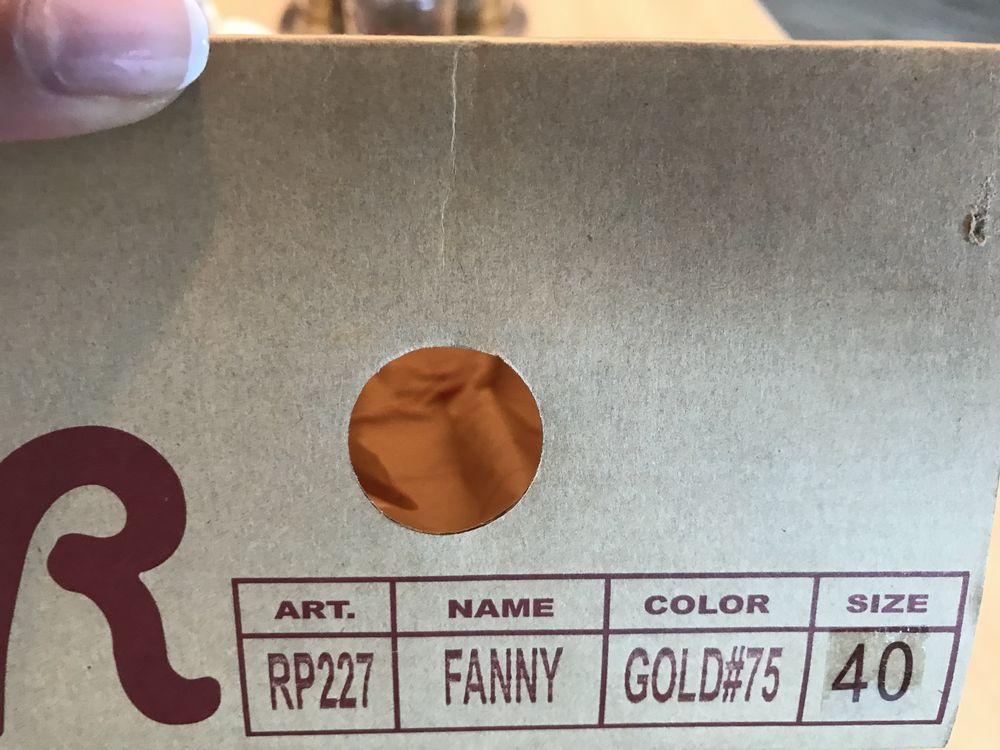 R
ART. NAME COLOR SIZE
RP227 FANNY GOLD#75 40